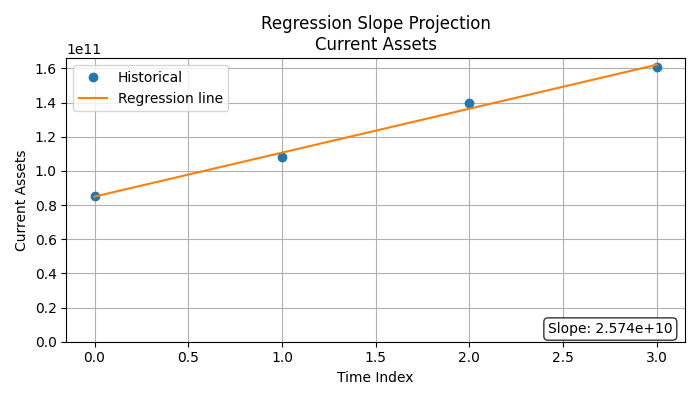 Regression Slope Projection
Current Assets
1e11
Historical
Regression line
1.6
1.4
1.2
1.0
0.8
0.6
0.4
0.2
0.0
Current Assets
Slope: 2.574e+10
0.0 0.5 1.0 1.5 2.0 2.5 3.0
Time Index